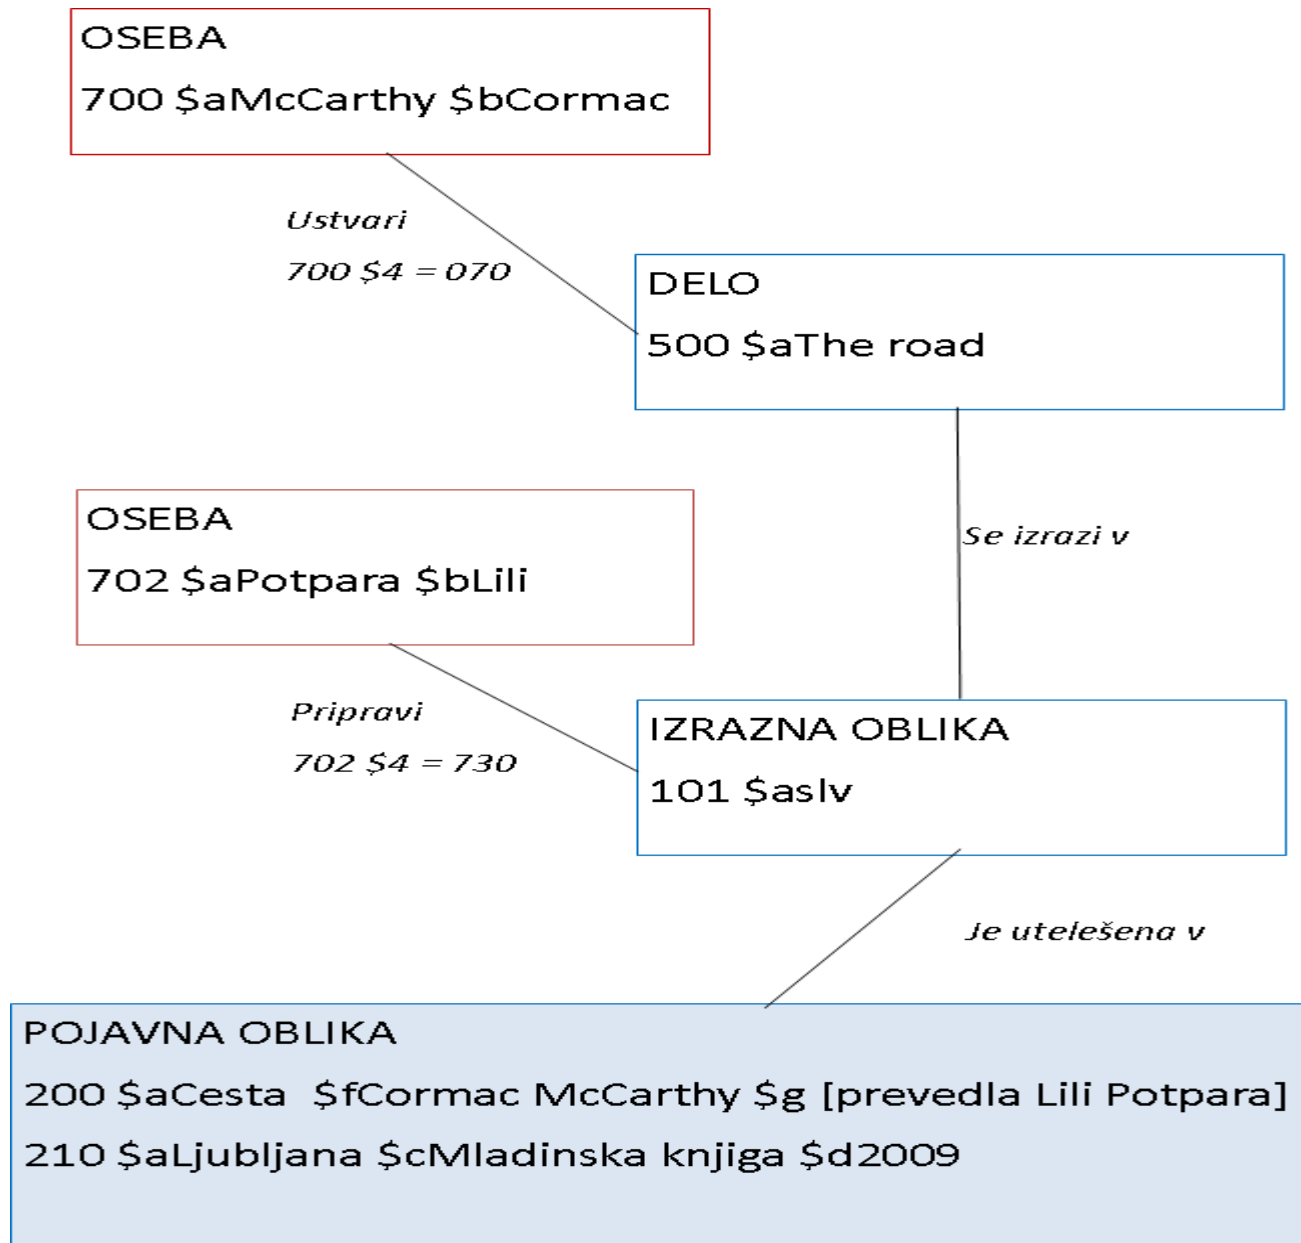 OSEBA
700 $aMcCarthy $bCormac
Ustvari
700 $4 = 070
DELO
500 $aThe road
OSEBA
702 $aPotpara $bLili
Se izrazi v
Pripravi
702 $4 = 730
IZRAZNA OBLIKA
101 $aslv
Je utelešena v
POJAVNA OBLIKA
200 $aCesta $fCormac McCarthy $g [prevedla Lili Potpara]
210 $aLjubljana $cMladinska knjiga $d2009